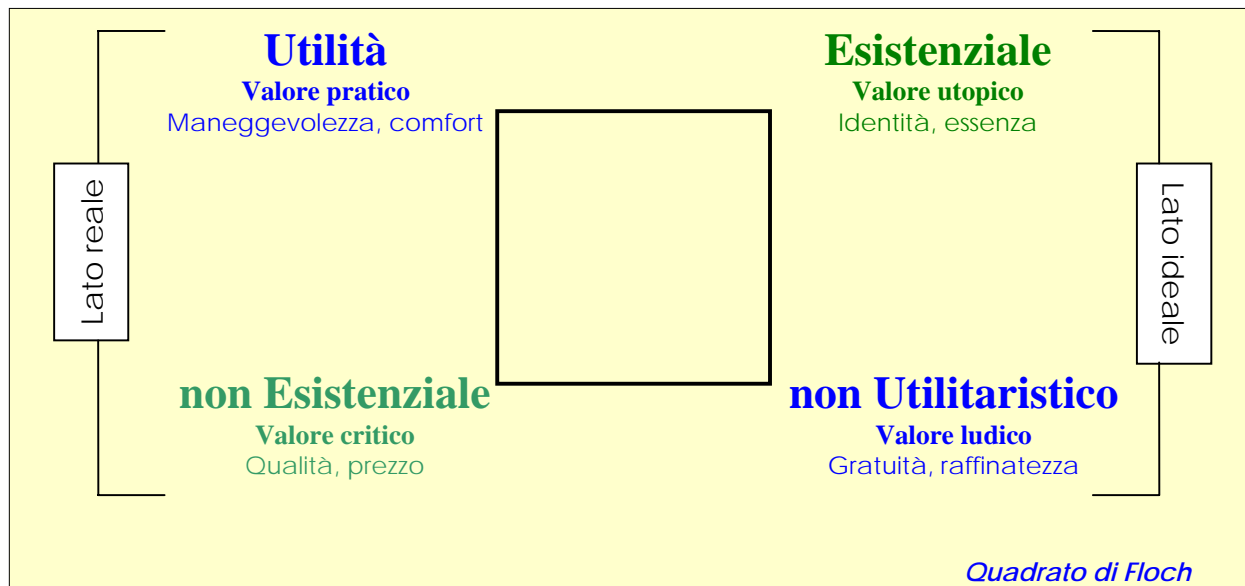 Utilità
Valore pratico
Maneggevolezza, comfort
Esistenziale
Valore utopico
Identità, essenza
Lato reale
Lato ideale
non Esistenziale
Valore critico
Qualità, prezzo
non Utilitaristico
Valore ludico
Gratuità, raffinatezza
Quadrato di Floch